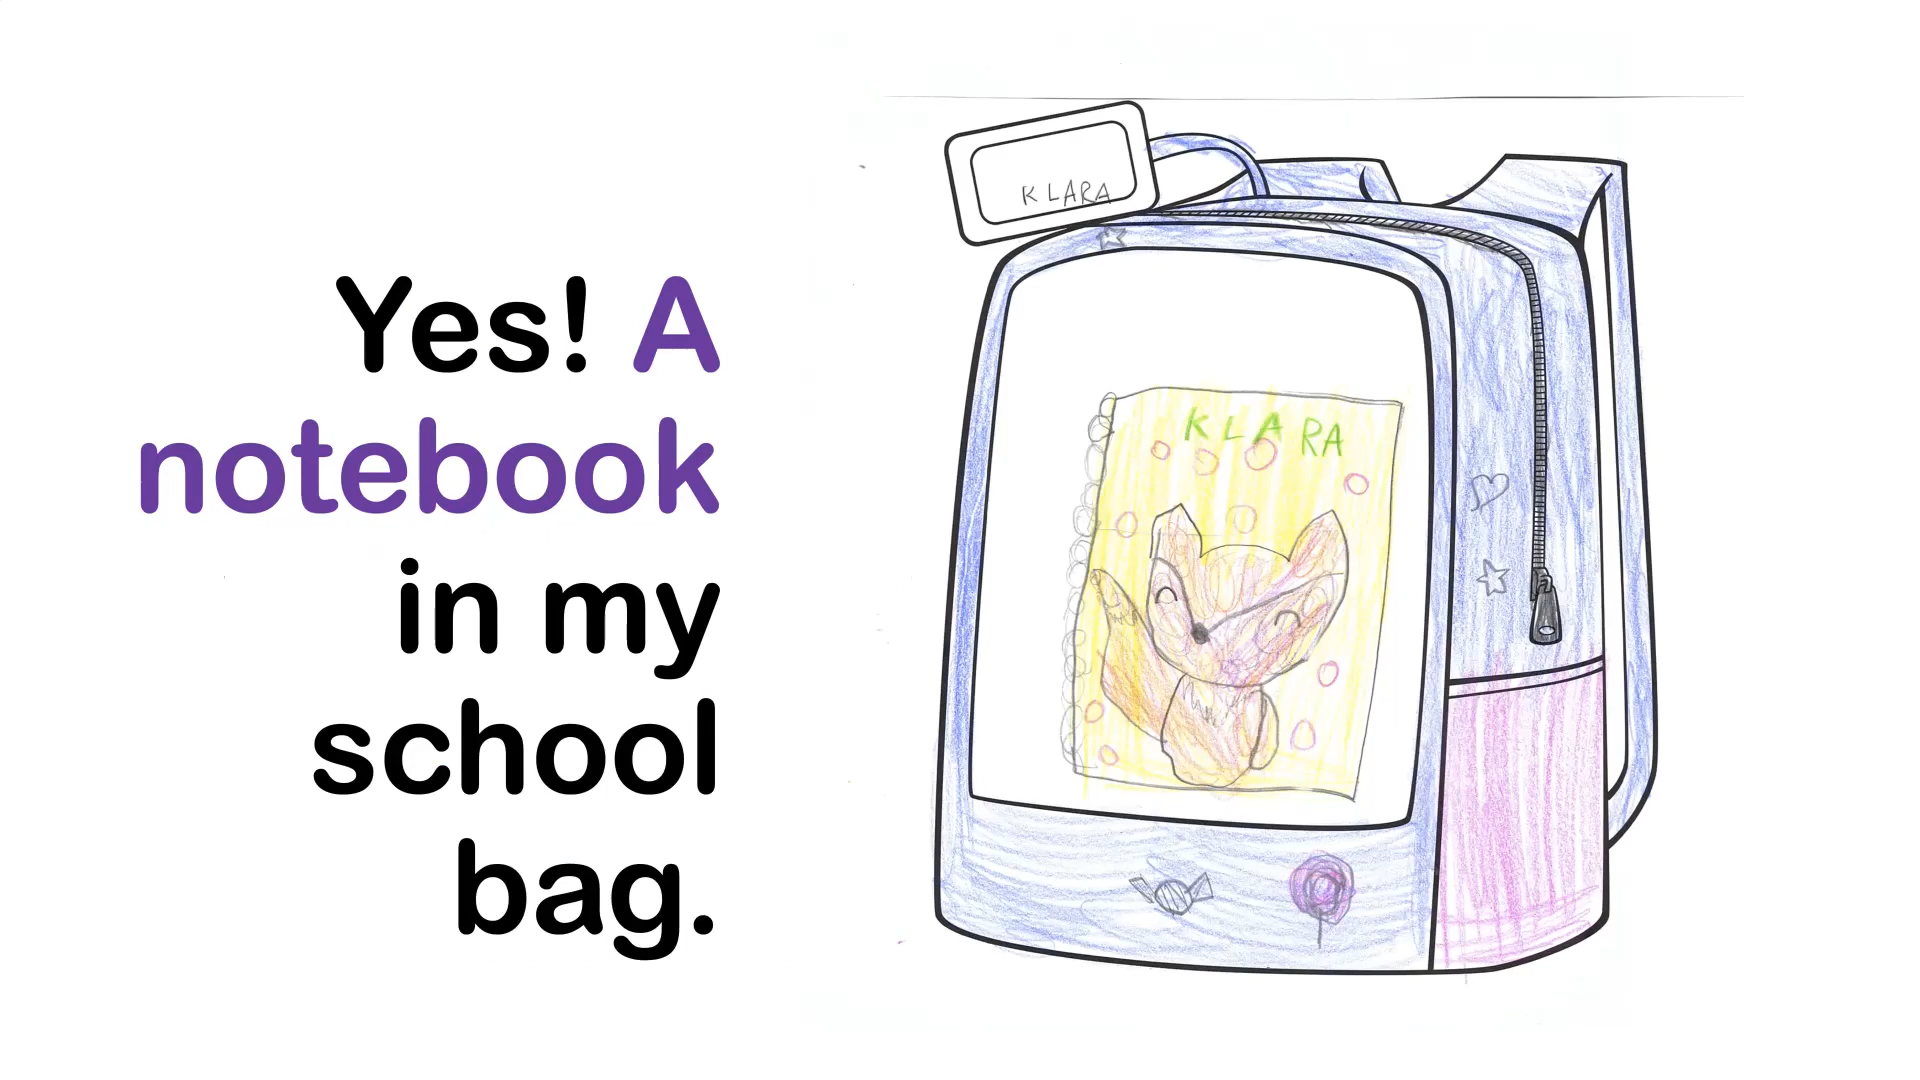 Yes! A
notebook
in my
school
bag.
KLARA
KLARA